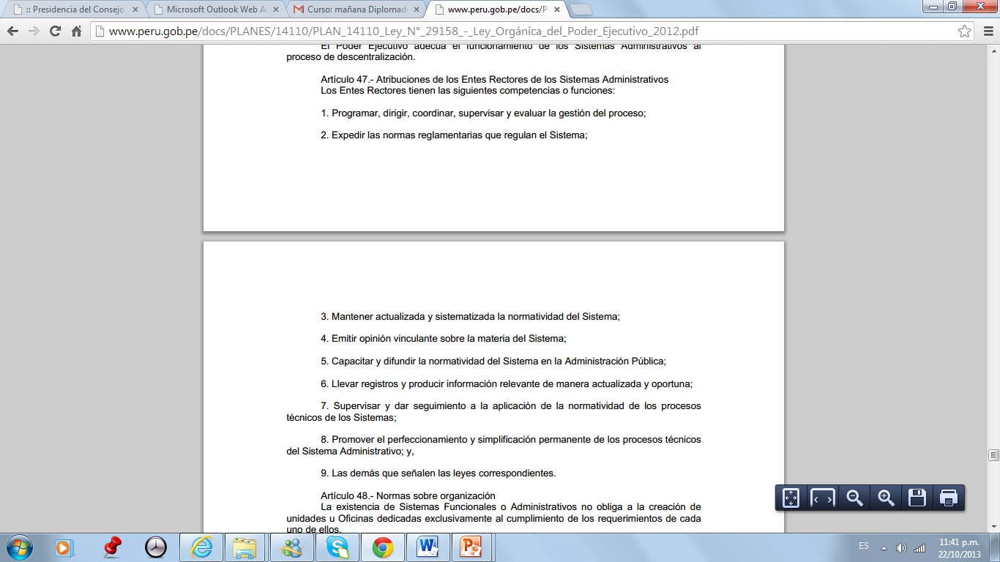 :: Presidencia del Consejo
Microsoft Outlook Web A
Curso: mañana Diplomad
www.peru.gob.pe/docs/P
www.peru.gob.pe/docs/PLANES/14110/PLAN_14110_Ley_N°_29158_-_Ley_Orgánica_del_Poder_Ejecutivo_2012.pdf
El Poder Ejecutivo adecúa el funcionamiento de los Sistemas Administrativos al
proceso de descentralización.
Artículo 47.- Atribuciones de los Entes Rectores de los Sistemas Administrativos
Los Entes Rectores tienen las siguientes competencias o funciones:
1. Programar, dirigir, coordinar, supervisar y evaluar la gestión del proceso;
2. Expedir las normas reglamentarias que regulan el Sistema;
3. Mantener actualizada y sistematizada la normatividad del Sistema;
4. Emitir opinión vinculante sobre la materia del Sistema;
5. Capacitar y difundir la normatividad del Sistema en la Administración Pública;
6. Llevar registros y producir información relevante de manera actualizada y oportuna;
7. Supervisar y dar seguimiento a la aplicación de la normatividad de los procesos
técnicos de los Sistemas;
8. Promover el perfeccionamiento y simplificación permanente de los procesos técnicos
del Sistema Administrativo; y,
9. Las demás que señalen las leyes correspondientes.
Artículo 48.- Normas sobre organización
La existencia de Sistemas Funcionales o Administrativos no obliga a la creación de
unidades u Oficinas dedicadas exclusivamente al cumplimiento de los requerimientos de cada
uno de ellos.
ES
11:41 p.m.
22/10/2013